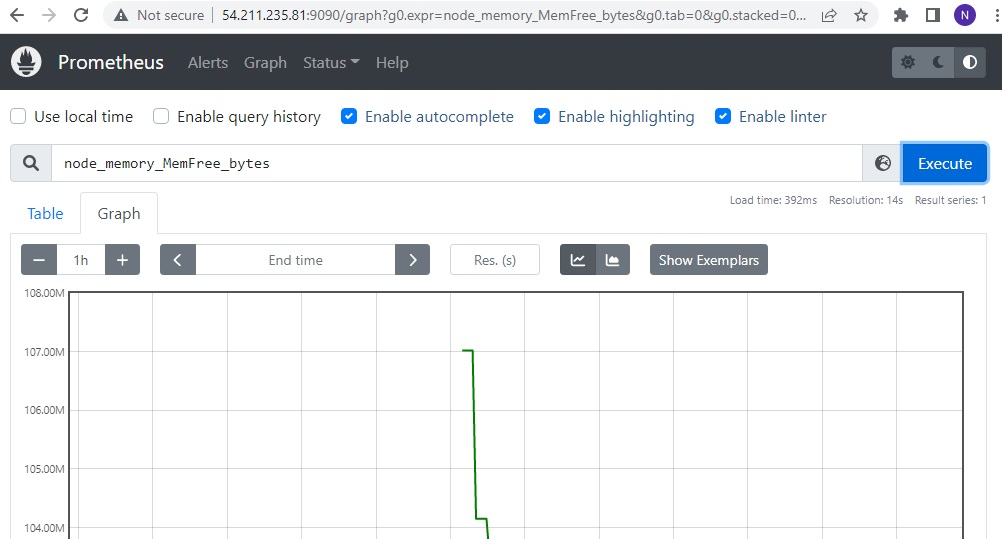 Not secure | 54.211.235.81:9090/graph?g0.expr=node_memory_MemFree_bytes&g0.tab=0&g0.stacked=0... N
Prometheus Alerts Graph Status Help
Use local time Enable query history Enable autocomplete Enable highlighting Enable linter
node_memory_MemFree_bytes Execute
Load time: 392ms Resolution: 14s Result series: 1
Table Graph
− 1h + < End time > Res. (s) Show Exemplars
108.00M
107.00M
106.00M
105.00M
104.00M